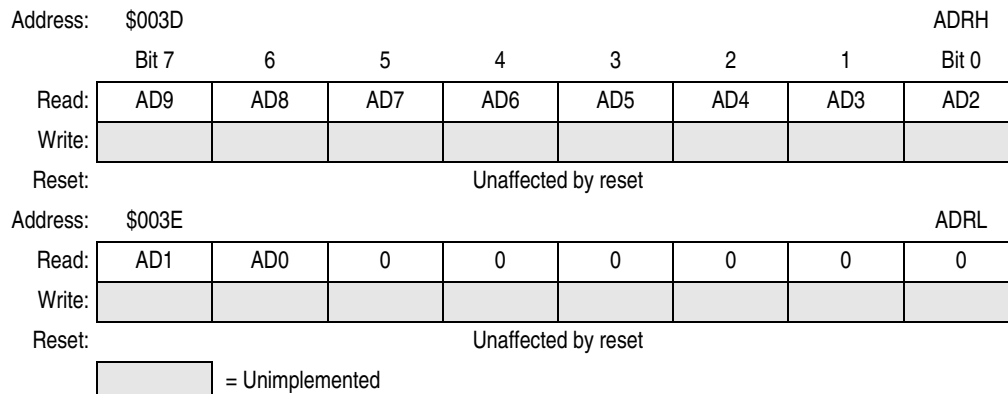 Address: $003D ADRH
Bit 7 6 5 4 3 2 1 Bit 0
Read: AD9 AD8 AD7 AD6 AD5 AD4 AD3 AD2
Write:
Reset: Unaffected by reset
Address: $003E ADRL
Read: AD1 AD0 0 0 0 0 0 0
Write:
Reset: Unaffected by reset
= Unimplemented